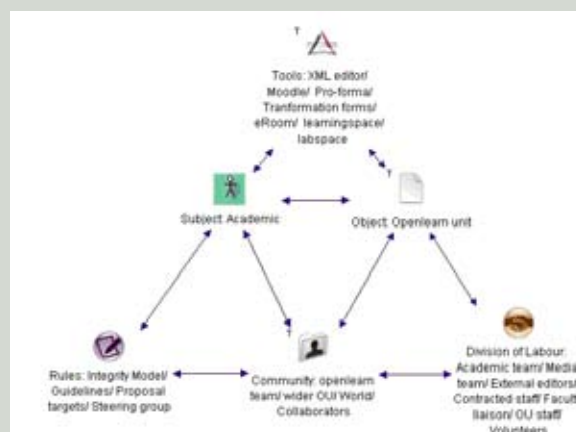 T
Tools: XML editor/
Moodle/ Pro-forma/
Tranformation forms/
eRoom/ learningspace/
labspace
T
Subject: Academic
Object: Openlearn unit
T
Rules: Integrity Model/
Guidelines/ Proposal
targets/ Steering group
Community: openlearn
team/ wider OU/ World/
Collaborators
Division of Labour:
Academic team/ Media
team/ External editors/
Contracted staff/ Facult
liaison/ OU staff/
Volunteers